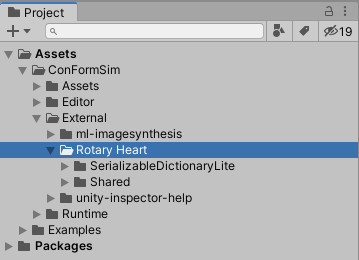 Project
19
Assets
ConFormSim
Assets
Editor
External
ml-imagesynthesis
Rotary Heart
SerializableDictionaryLite
Shared
unity-inspector-help
Runtime
Examples
Packages